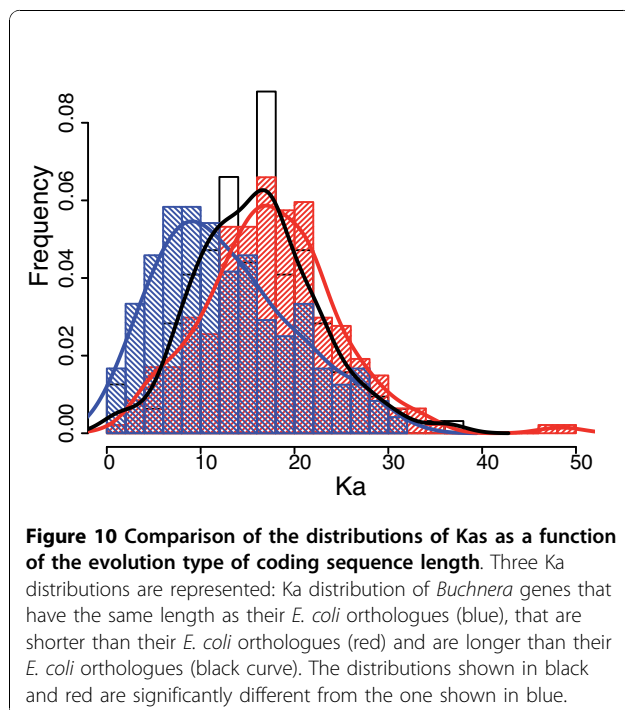 0.08
0.06
0.04
0.02
0.00
Frequency
0 10 20 30 40 50
Ka
Figure 10 Comparison of the distributions of Kas as a function
of the evolution type of coding sequence length. Three Ka
distributions are represented: Ka distribution of Buchnera genes that
have the same length as their E. coli orthologues (blue), that are
shorter than their E. coli orthologues (red) and are longer than their
E. coli orthologues (black curve). The distributions shown in black
and red are significantly different from the one shown in blue.